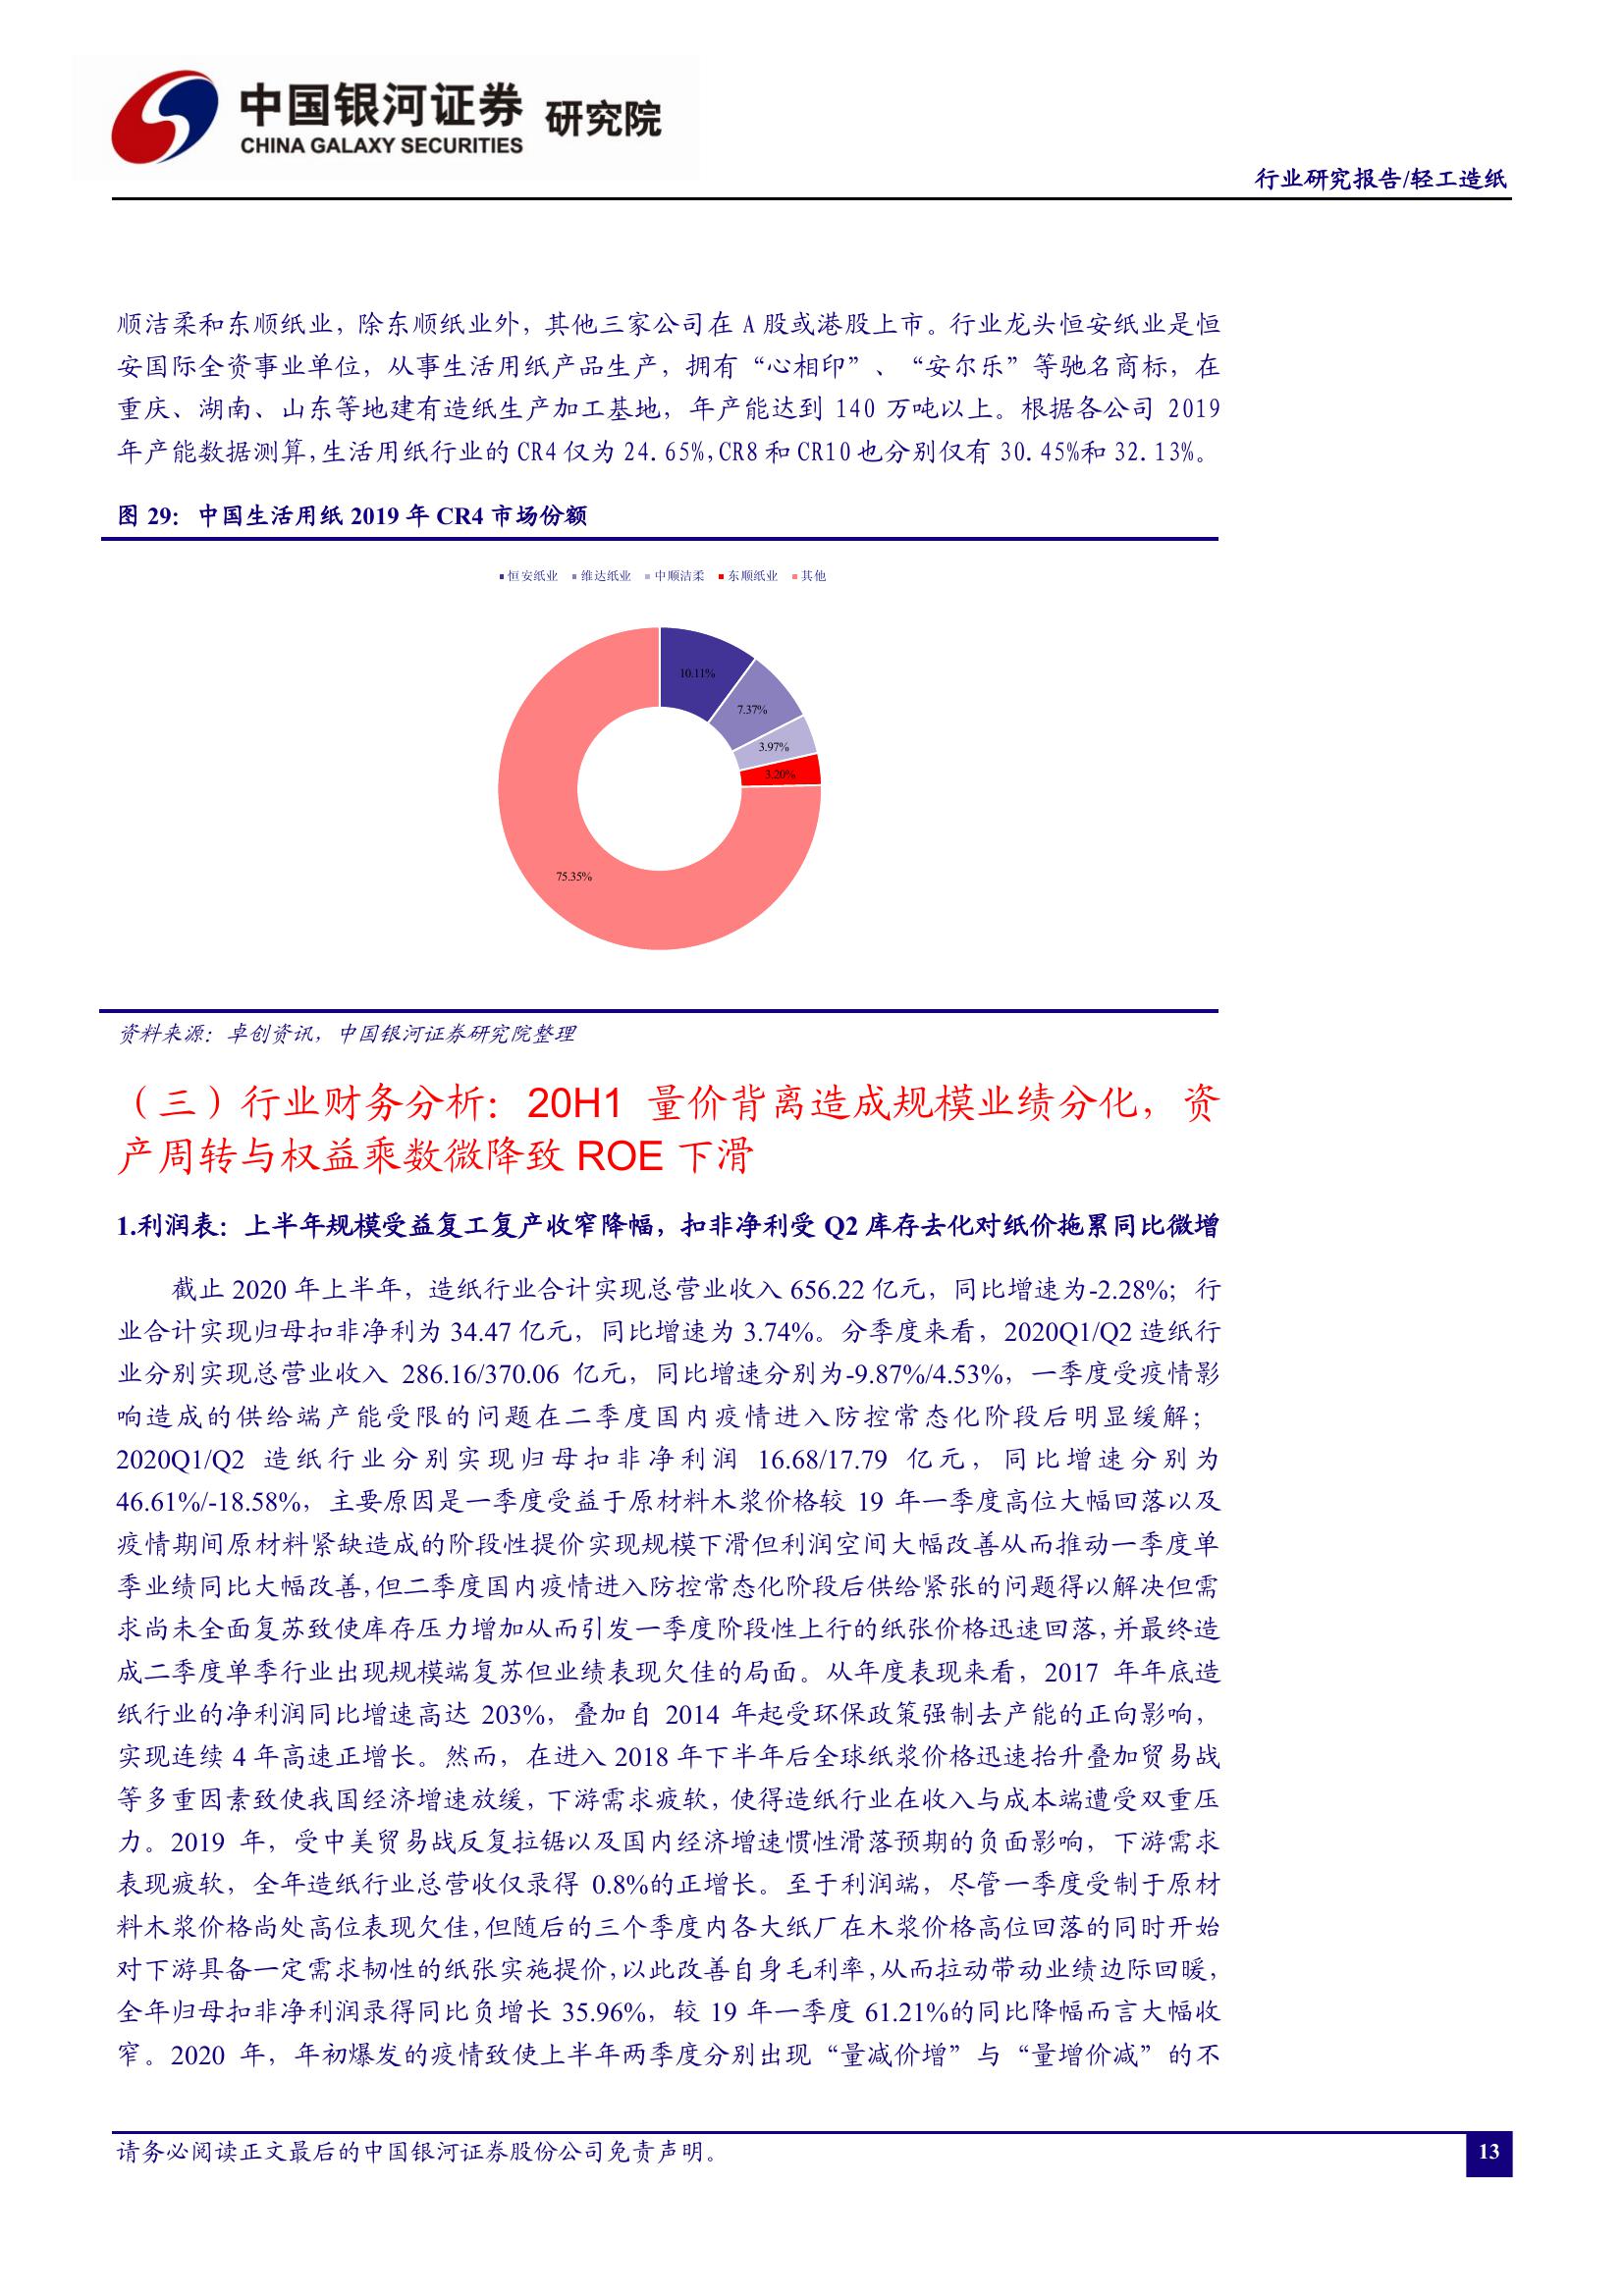 中国银河证券 研究院
CHINA GALAXY SECURITIES
行业研究报告/轻工造纸
顺洁柔和东顺纸业，除东顺纸业外，其他三家公司在 A 股或港股上市。行业龙头恒安纸业是恒
安国际全资事业单位，从事生活用纸产品生产，拥有“心相印”、“安尔乐”等驰名商标，在
重庆、湖南、山东等地建有造纸生产加工基地，年产能达到 140 万吨以上。根据各公司 2019
年产能数据测算,生活用纸行业的 CR4 仅为 24.65%,CR8 和 CR10 也分别仅有 30.45%和 32.13%。
图 29：中国生活用纸 2019 年 CR4 市场份额
恒安纸业 维达纸业 中顺洁柔 东顺纸业 其他
10.11%
7.37%
3.97%
3.20%
75.35%
资料来源：卓创资讯，中国银河证券研究院整理
（三）行业财务分析：20H1 量价背离造成规模业绩分化，资
产周转与权益乘数微降致 ROE 下滑
1.利润表：上半年规模受益复工复产收窄降幅，扣非净利受 Q2 库存去化对纸价拖累同比微增
截止 2020 年上半年，造纸行业合计实现总营业收入 656.22 亿元，同比增速为-2.28%；行
业合计实现归母扣非净利为 34.47 亿元，同比增速为 3.74%。分季度来看，2020Q1/Q2 造纸行
业分别实现总营业收入 286.16/370.06 亿元，同比增速分别为-9.87%/4.53%，一季度受疫情影
响造成的供给端产能受限的问题在二季度国内疫情进入防控常态化阶段后明显缓解；
2020Q1/Q2 造纸行业分别实现归母扣非净利润 16.68/17.79 亿元，同比增速分别为
46.61%/-18.58%，主要原因是一季度受益于原材料木浆价格较 19 年一季度高位大幅回落以及
疫情期间原材料紧缺造成的阶段性提价实现规模下滑但利润空间大幅改善从而推动一季度单
季业绩同比大幅改善,但二季度国内疫情进入防控常态化阶段后供给紧张的问题得以解决但需
求尚未全面复苏致使库存压力增加从而引发一季度阶段性上行的纸张价格迅速回落,并最终造
成二季度单季行业出现规模端复苏但业绩表现欠佳的局面。从年度表现来看，2017 年年底造
纸行业的净利润同比增速高达 203%，叠加自 2014 年起受环保政策强制去产能的正向影响，
实现连续 4 年高速正增长。然而，在进入 2018 年下半年后全球纸浆价格迅速抬升叠加贸易战
等多重因素致使我国经济增速放缓，下游需求疲软，使得造纸行业在收入与成本端遭受双重压
力。2019 年，受中美贸易战反复拉锯以及国内经济增速惯性滑落预期的负面影响，下游需求
表现疲软，全年造纸行业总营收仅录得 0.8%的正增长。至于利润端，尽管一季度受制于原材
料木浆价格尚处高位表现欠佳,但随后的三个季度内各大纸厂在木浆价格高位回落的同时开始
对下游具备一定需求韧性的纸张实施提价,以此改善自身毛利率,从而拉动带动业绩边际回暖，
全年归母扣非净利润录得同比负增长 35.96%，较 19 年一季度 61.21%的同比降幅而言大幅收
窄。2020 年，年初爆发的疫情致使上半年两季度分别出现“量减价增”与“量增价减”的不
请务必阅读正文最后的中国银河证券股份公司免责声明。
13